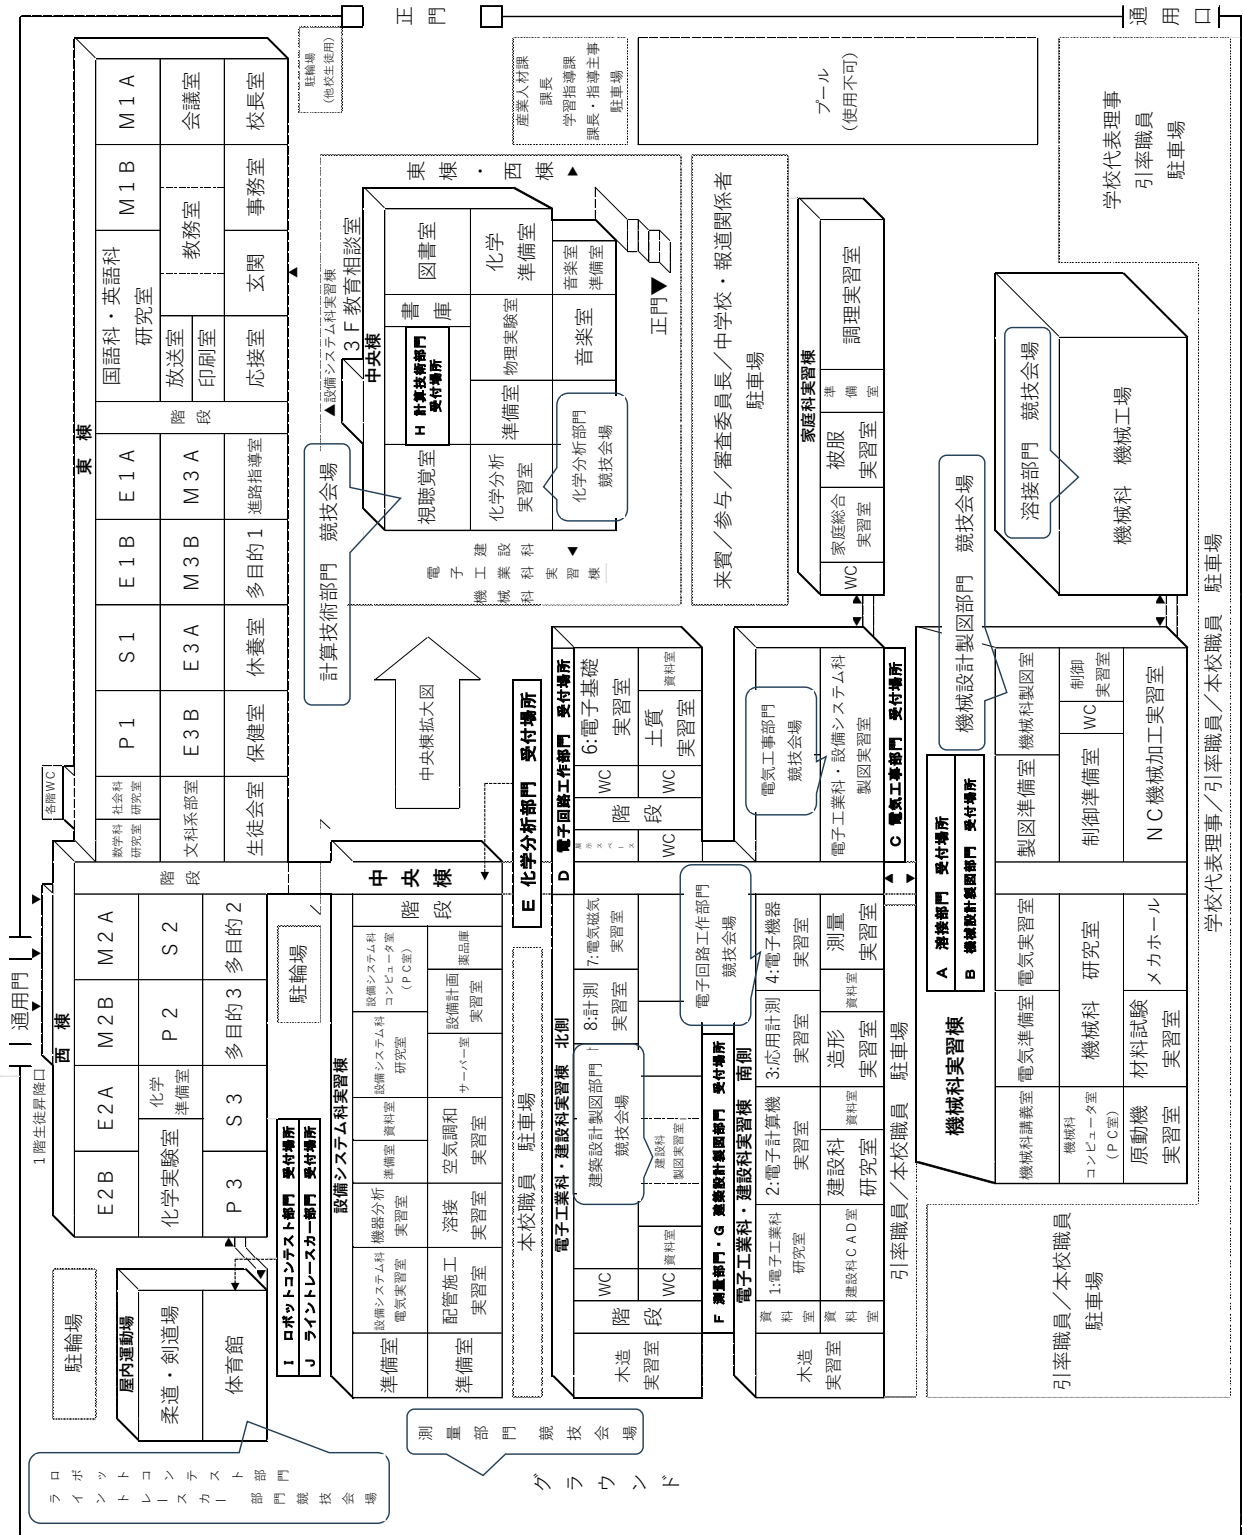 正門
通用口
通用門
1階生徒昇降口
駐輪場
(他校生徒用)
東棟
M1A
M1B
国語科・英語科
研究室
会議室
教務室
放送室
印刷室
校長室
事務室
玄関
応接室
階段
E1A
E1B
S1
P1
社会科
研究室
数学科
研究室
M3A
M3B
E3A
E3B
文科系部室
進路指導室
多目的1
休養室
保健室
生徒会室
各階WC
階段
西棟
M2A
M2B
E2A
E2B
S2
P2
化学
準備室
化学実験室
多目的2
多目的3
S3
P3
駐輪場
駐輪場
屋内運動場
柔道・剣道場
体育館
I ロボットコンテスト部門 受付場所
J ライントレースカー部門 受付場所
ロボットコンテスト部門
ライントレースカー部門競技会場
測量部門 競技会場
グラウンド
産業人材課
課長
学習指導課
課長・指導主事
駐車場
プール
(使用不可)
学校代表理事
引率職員
駐車場
東棟・西棟▲
▲設備システム科実習棟
3F教育相談室
中央棟
図書室
書庫
H 計算技術部門
受付場所
視聴覚室
化学
準備室
物理実験室
準備室
化学分析
実習室
音楽室
準備室
音楽室
正門▼
化学分析部門
競技会場
計算技術部門 競技会場
電子工業科
機械科
建設科
実習棟
中央棟拡大図
来賓/参与/審査委員長/中学校・報道関係者
駐車場
家庭科実習棟
調理実習室
準備室
被服
実習室
家庭総合
実習室
WC
溶接部門 競技会場
機械科 機械工場
機械設計製図部門 競技会場
学校代表理事/引率職員/本校職員 駐車場
中央棟
階段
E 化学分析部門 受付場所
設備システム科実習棟
設備システム科
コンピュータ室
(PC室)
設備システム科
研究室
資料室
準備室
機器分析
実習室
設備システム科
電気実習室
準備室
薬品庫
設備計画
実習室
サーバー室
空気調和
実習室
溶接
実習室
配管施工
実習室
準備室
本校職員 駐車場
D 電子回路工作部門 受付場所
6:電子基礎
実習室
WC
階段
展示スペース
資料室
土質
実習室
WC
WC
電子工業科・建設科実習棟 北側
7:電気磁気
実習室
8:計測
実習室
建築設計製図部門
競技会場
建設科
製図実習室
資料室
WC
WC
階段
木造
実習室
電子回路工作部門
競技会場
F 測量部門・G 建築設計製図部門 受付場所
電子工業科・建設科実習棟 南側
電気工事部門
競技会場
電子工業科・設備システム科
製図実習室
C 電気工事部門 受付場所
4:電子機器
実習室
3:応用計測
実習室
2:電子計算機
実習室
1:電子工業科
研究室
資料室
測量
実習室
資料室
造形
実習室
資料室
建設科
研究室
建設科CAD室
資料室
木造
実習室
引率職員/本校職員 駐車場
A 溶接部門 受付場所
B 機械設計製図部門 受付場所
機械科実習棟
機械科製図室
製図準備室
制御
実習室
WC
制御準備室
NC機械加工実習室
電気実習室
電気準備室
機械科講義室
機械科 研究室
機械科
コンピュータ室
(PC室)
メカホール
材料試験
実習室
原動機
実習室
引率職員/本校職員
駐車場